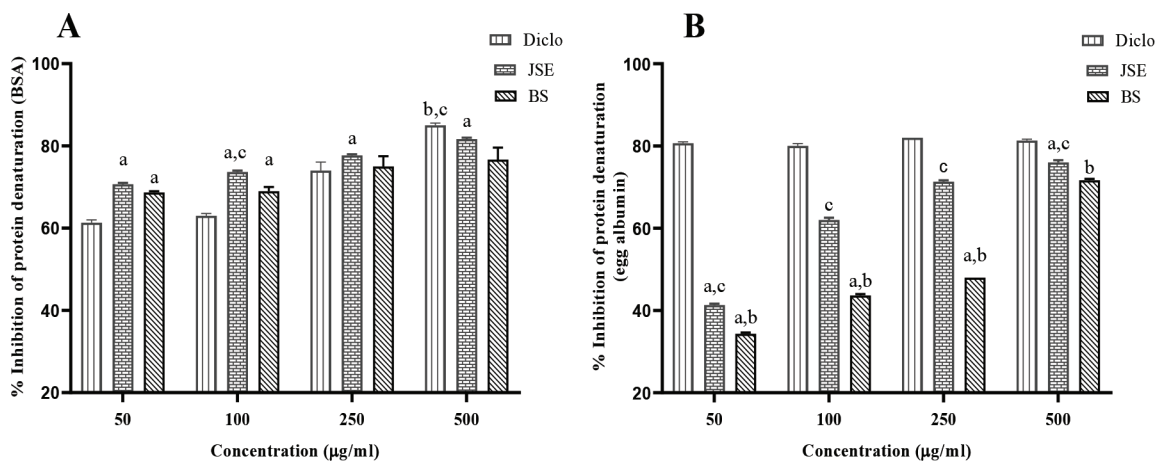 A
Diclo
JSE
BS
% Inhibition of protein denaturation (BSA)
100
80
60
40
20
a
a
a,c
a
a
b,c
a
50
100
250
500
Concentration (μg/ml)
B
Diclo
JSE
BS
% Inhibition of protein denaturation
(egg albumin)
100
80
60
40
20
a,c
a,b
c
a,b
c
a,b
a,c
b
50
100
250
500
Concentration (μg/ml)